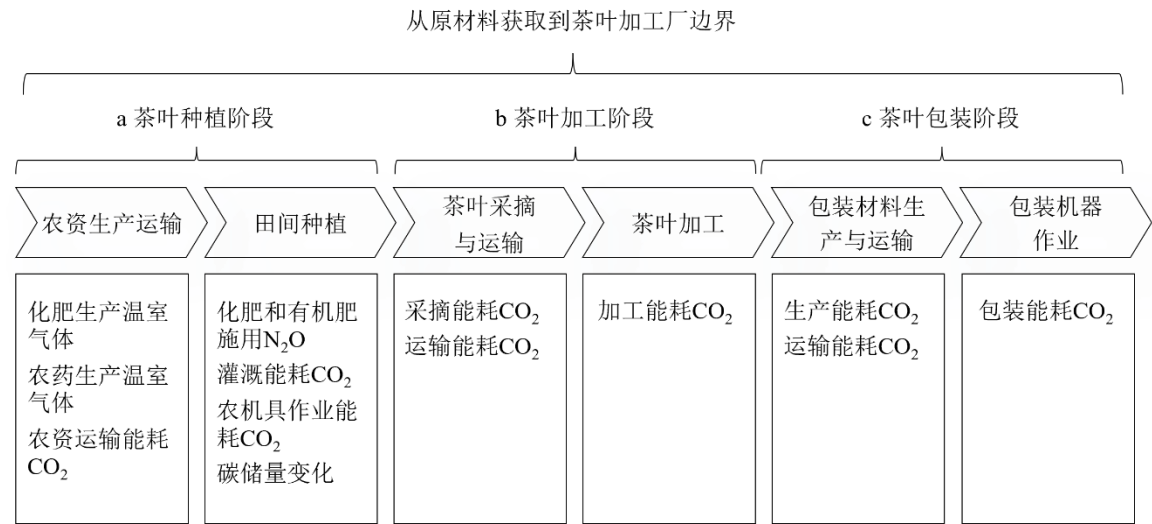 从原材料获取到茶叶加工厂边界
a 茶叶种植阶段
b 茶叶加工阶段
c 茶叶包装阶段
农资生产运输
田间种植
茶叶采摘
与运输
茶叶加工
包装材料生
产与运输
包装机器
作业
化肥生产温室
气体
农药生产温室
气体
农资运输能耗
CO₂
化肥和有机肥
施用N₂O
灌溉能耗CO₂
农机具作业能
耗CO₂
碳储量变化
采摘能耗CO₂
运输能耗CO₂
加工能耗CO₂
生产能耗CO₂
运输能耗CO₂
包装能耗CO₂